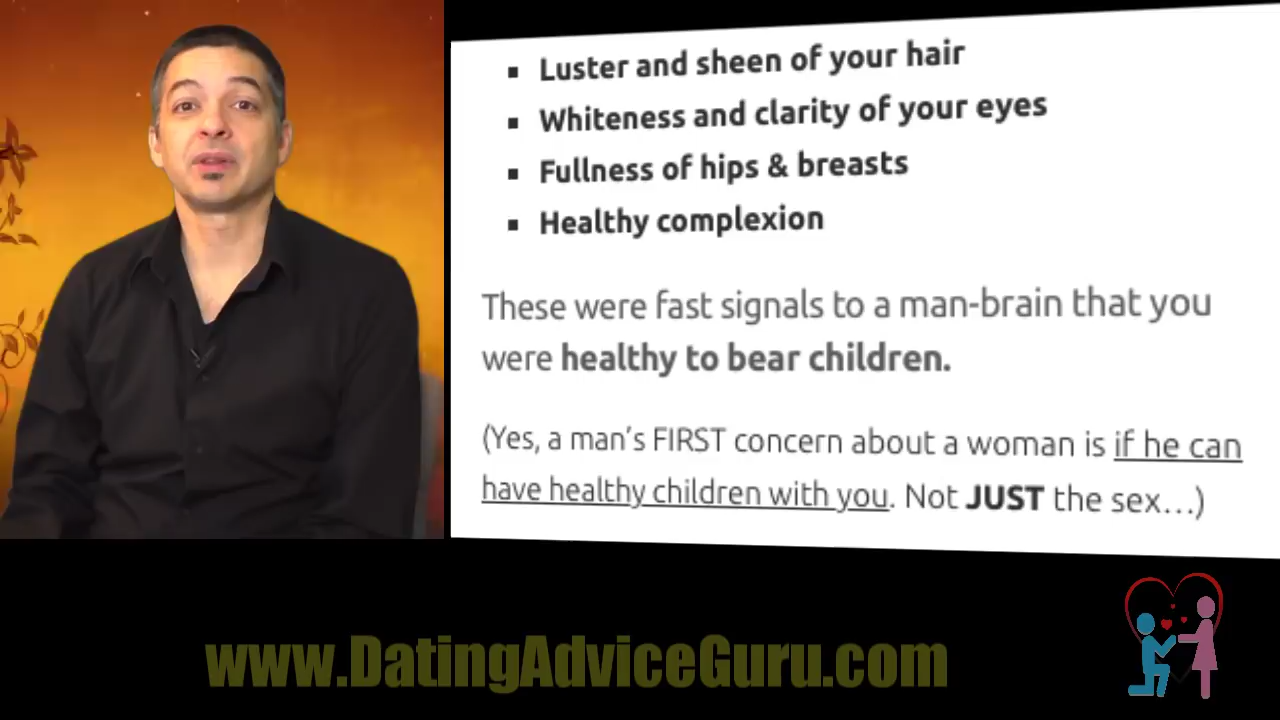 ▪ Luster and sheen of your hair
▪ Whiteness and clarity of your eyes
▪ Fullness of hips & breasts
▪ Healthy complexion
These were fast signals to a man-brain that you
were healthy to bear children.
(Yes, a man's FIRST concern about a woman is if he can
have healthy children with you. Not JUST the sex...)
www.DatingAdviceGuru.com